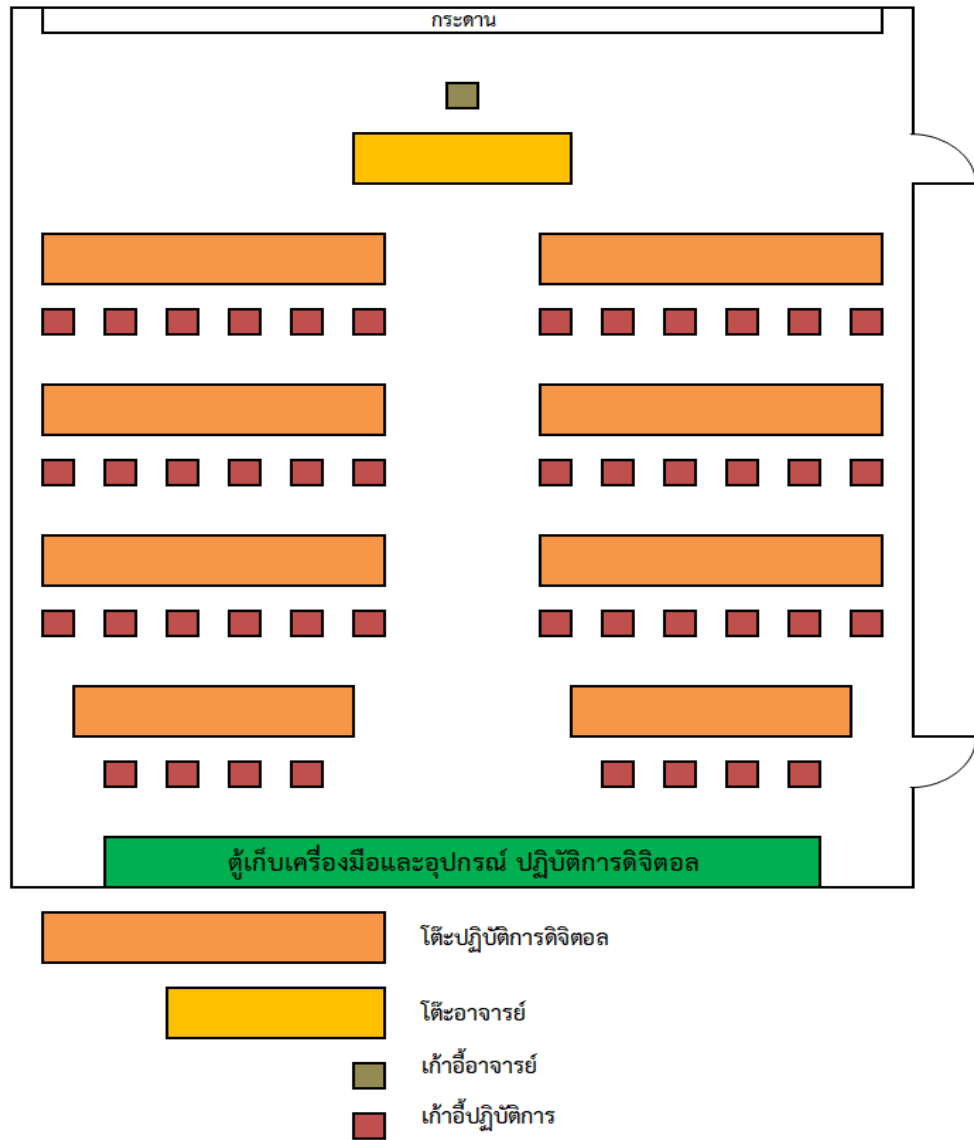 กระดาน
ตู้เก็บเครื่องมือและอุปกรณ์ ปฏิบัติการดิจิตอล
โต๊ะปฏิบัติการดิจิตอล
โต๊ะอาจารย์
เก้าอี้อาจารย์
เก้าอี้ปฏิบัติการ